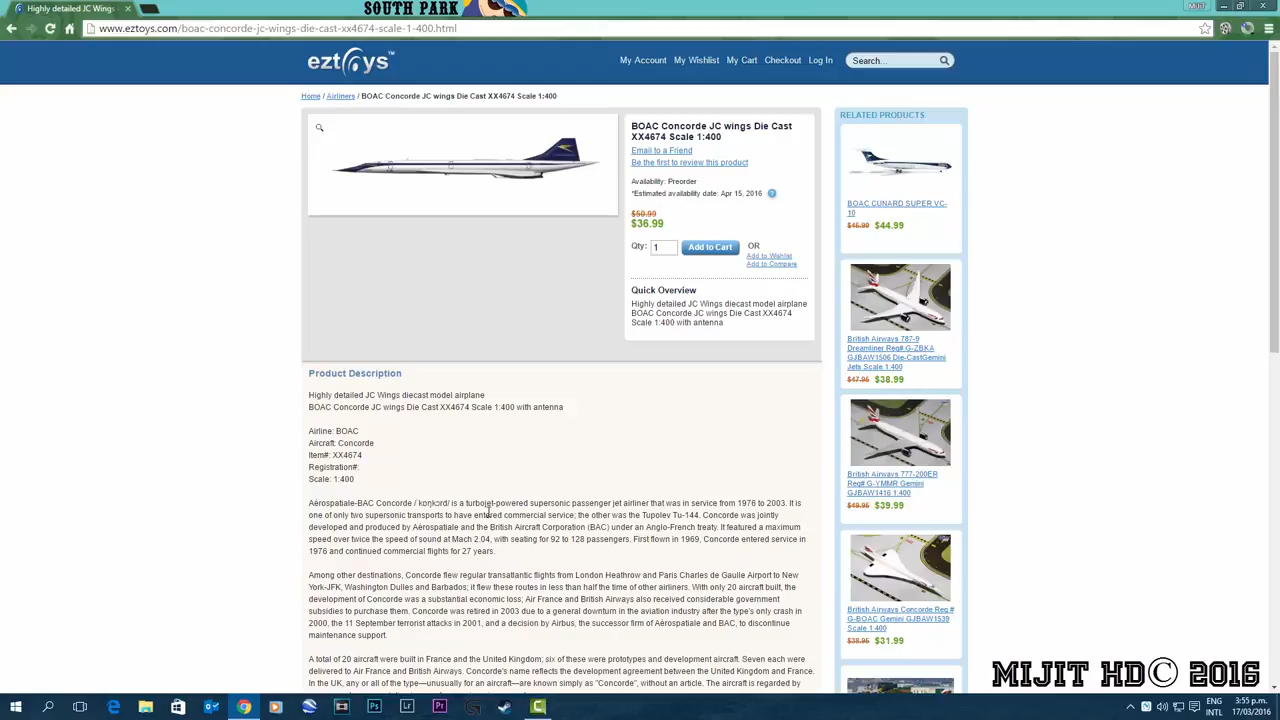 SOUTH PARK
Highly detailed JC Wings
MIJIT
www.eztoys.com/boac-concorde-jc-wings-die-cast-xx4674-scale-1-400.html
eztoys™
My Account My Wishlist My Cart Checkout Log In
Search...
Home / Airliners / BOAC Concorde JC wings Die Cast XX4674 Scale 1:400
BOAC Concorde JC wings Die Cast
XX4674 Scale 1:400
Email to a Friend
Be the first to review this product
Availability: Preorder
*Estimated availability date: Apr 15, 2016 ?
$50.99
$36.99
Qty: 1 Add to Cart OR
Add to Wishlist
Add to Compare
Quick Overview
Highly detailed JC Wings diecast model airplane
BOAC Concorde JC wings Die Cast XX4674
Scale 1:400 with antenna
Product Description
Highly detailed JC Wings diecast model airplane
BOAC Concorde JC wings Die Cast XX4674 Scale 1:400 with antenna
Airline: BOAC
Aircraft: Concorde
Item#: XX4674
Registration#:
Scale: 1:400
Aérospatiale-BAC Concorde / kɒŋkɔrd/ is a turbojet-powered supersonic passenger jet airliner that was in service from 1976 to 2003. It is
one of only two supersonic transports to have entered commercial service; the other was the Tupolev Tu-144. Concorde was jointly
developed and produced by Aérospatiale and the British Aircraft Corporation (BAC) under an Anglo-French treaty. It featured a maximum
speed over twice the speed of sound at Mach 2.04, with seating for 92 to 128 passengers. First flown in 1969, Concorde entered service in
1976 and continued commercial flights for 27 years.
Among other destinations, Concorde flew regular transatlantic flights from London Heathrow and Paris Charles de Gaulle Airport to New
York-JFK, Washington Dulles and Barbados; it flew these routes in less than half the time of other airliners. With only 20 aircraft built, the
development of Concorde was a substantial economic loss; Air France and British Airways also received considerable government
subsidies to purchase them. Concorde was retired in 2003 due to a general downturn in the aviation industry after the type's only crash in
2000, the 11 September terrorist attacks in 2001, and a decision by Airbus, the successor firm of Aérospatiale and BAC, to discontinue
maintenance support.
A total of 20 aircraft were built in France and the United Kingdom; six of these were prototypes and development aircraft. Seven each were
delivered to Air France and British Airways. Concorde's name reflects the development agreement between the United Kingdom and France.
In the UK, any or all of the type—unusually for an aircraft—are known simply as "Concorde", without an article. The aircraft is regarded by
RELATED PRODUCTS
BOAC CUNARD SUPER VC-
10
$45.99 $44.99
British Airways 787-9
Dreamliner Reg# G-ZBKA
GJBAW1506 Die-CastGemini
Jets Scale 1:400
$47.95 $38.99
British Airways 777-200ER
Reg# G-YMMR Gemini
GJBAW1416 1:400
$49.95 $39.99
British Airways Concorde Reg #
G-BOAC Gemini GJBAW1539
Scale 1:400
$38.95 $31.99
MIJIT HD© 2016
Ps Lr Pr
ENG
INTL
3:55 p.m.
17/03/2016